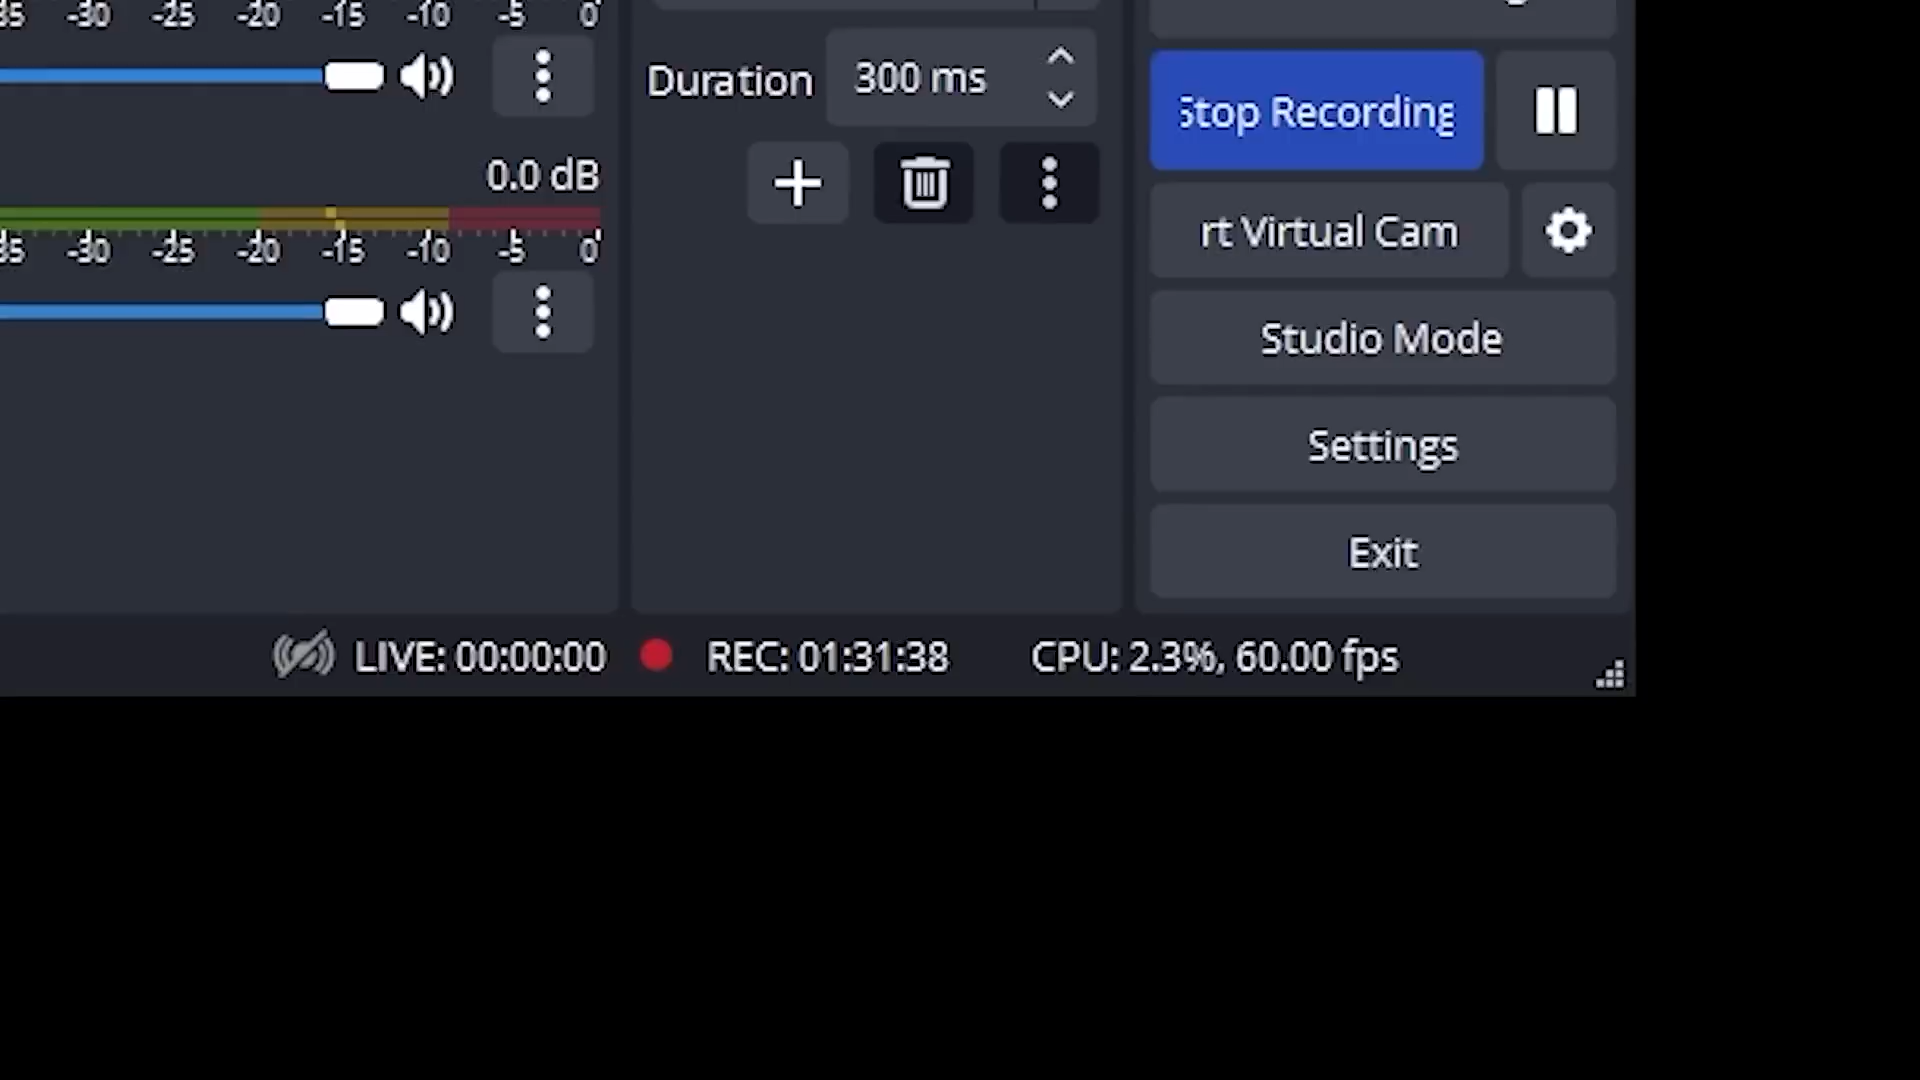 -30 -25 -20 -15 -10 -5 0
Duration 300 ms
Stop Recording
0.0 dB
rt Virtual Cam
-30 -25 -20 -15 -10 -5 0
Studio Mode
Settings
Exit
LIVE: 00:00:00 REC: 01:31:38 CPU: 2.3%, 60.00 fps